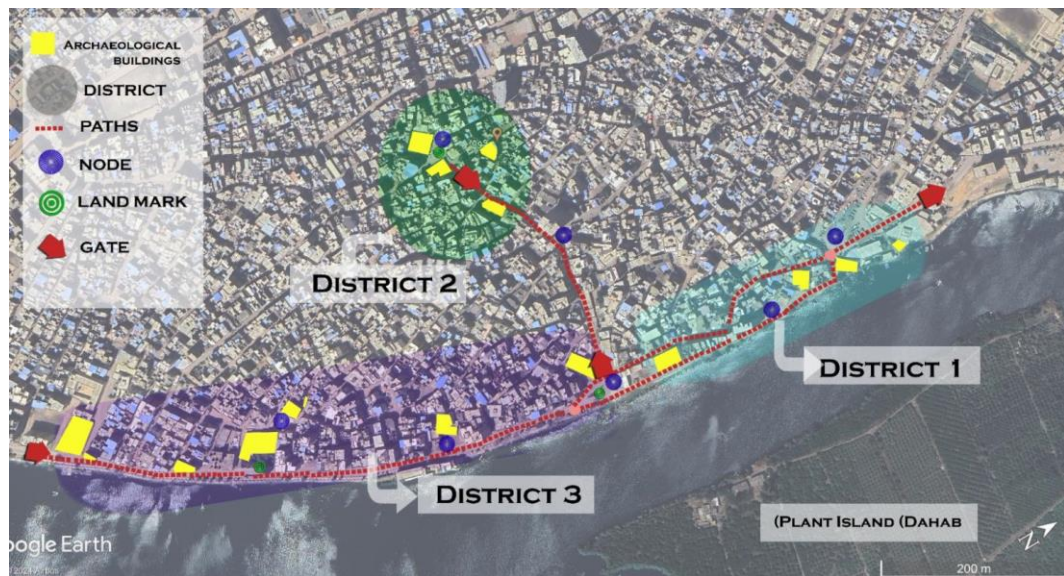 ARCHAEOLOGICAL
BUILDINGS
DISTRICT
PATHS
NODE
LAND MARK
GATE
DISTRICT 2
DISTRICT 1
DISTRICT 3
(PLANT ISLAND (DAHAB
oogle Earth
N
200 m